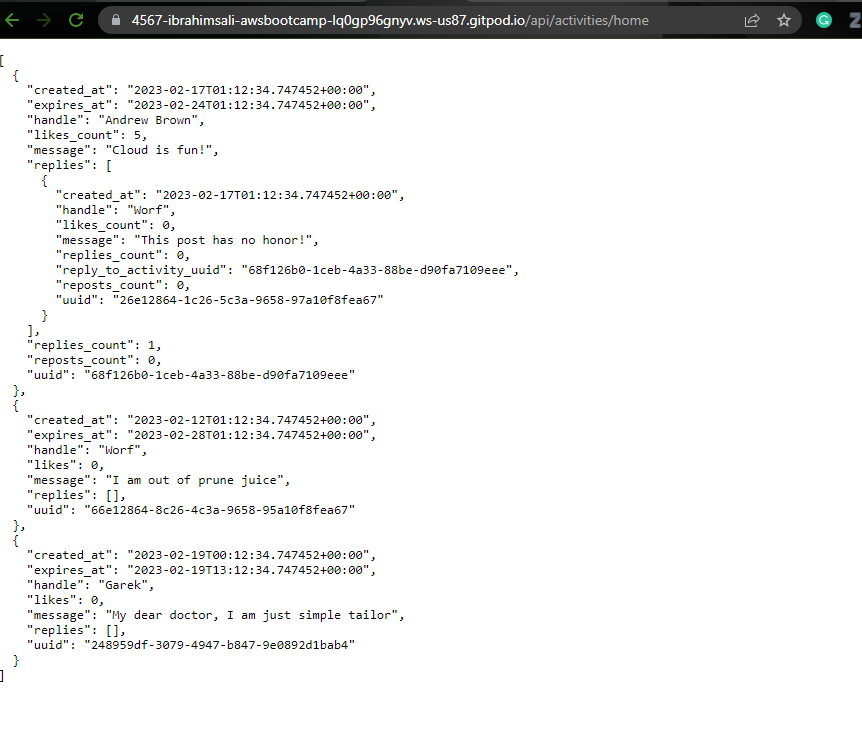 4567-ibrahimsali-awsbootcamp-lq0gp96gnyv.ws-us87.gitpod.io/api/activities/home
[
  {
    "created_at": "2023-02-17T01:12:34.747452+00:00",
    "expires_at": "2023-02-24T01:12:34.747452+00:00",
    "handle": "Andrew Brown",
    "likes_count": 5,
    "message": "Cloud is fun!",
    "replies": [
      {
        "created_at": "2023-02-17T01:12:34.747452+00:00",
        "handle": "Worf",
        "likes_count": 0,
        "message": "This post has no honor!",
        "replies_count": 0,
        "reply_to_activity_uuid": "68f126b0-1ceb-4a33-88be-d90fa7109eee",
        "reposts_count": 0,
        "uuid": "26e12864-1c26-5c3a-9658-97a10f8fea67"
      }
    ],
    "replies_count": 1,
    "reposts_count": 0,
    "uuid": "68f126b0-1ceb-4a33-88be-d90fa7109eee"
  },
  {
    "created_at": "2023-02-12T01:12:34.747452+00:00",
    "expires_at": "2023-02-28T01:12:34.747452+00:00",
    "handle": "Worf",
    "likes": 0,
    "message": "I am out of prune juice",
    "replies": [],
    "uuid": "66e12864-8c26-4c3a-9658-95a10f8fea67"
  },
  {
    "created_at": "2023-02-19T00:12:34.747452+00:00",
    "expires_at": "2023-02-19T13:12:34.747452+00:00",
    "handle": "Garek",
    "likes": 0,
    "message": "My dear doctor, I am just simple tailor",
    "replies": [],
    "uuid": "248959df-3079-4947-b847-9e0892d1bab4"
  }
]